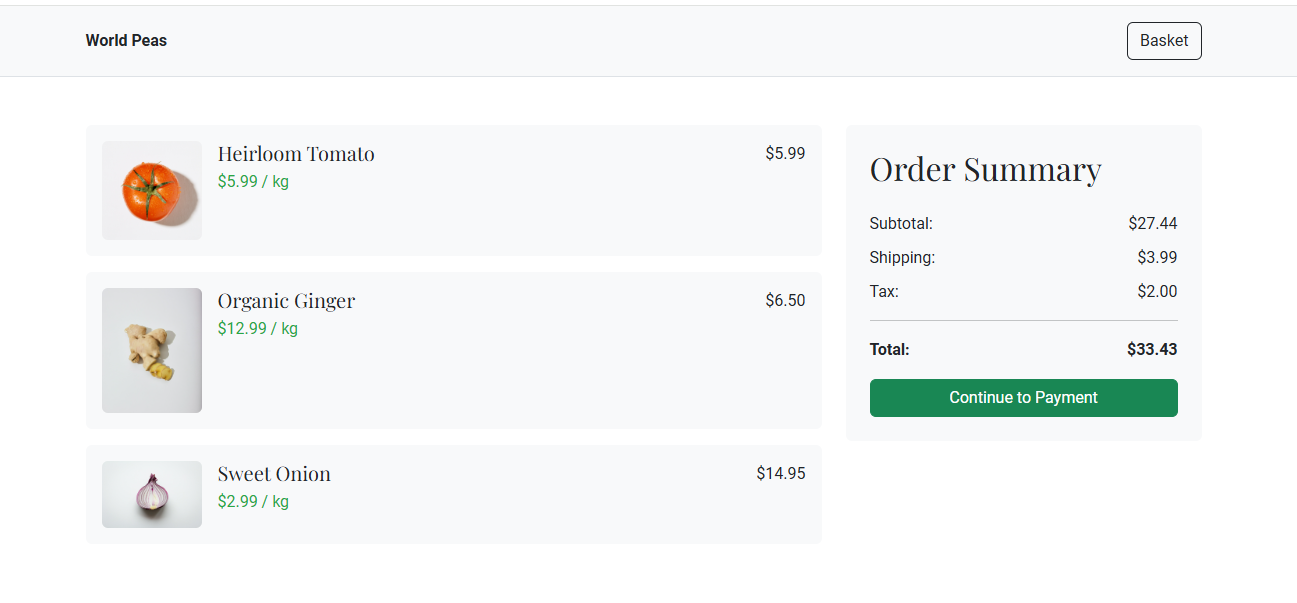 World Peas
Basket
Heirloom Tomato $5.99
$5.99 / kg
Organic Ginger $6.50
$12.99 / kg
Sweet Onion $14.95
$2.99 / kg
Order Summary
Subtotal: $27.44
Shipping: $3.99
Tax: $2.00
Total: $33.43
Continue to Payment